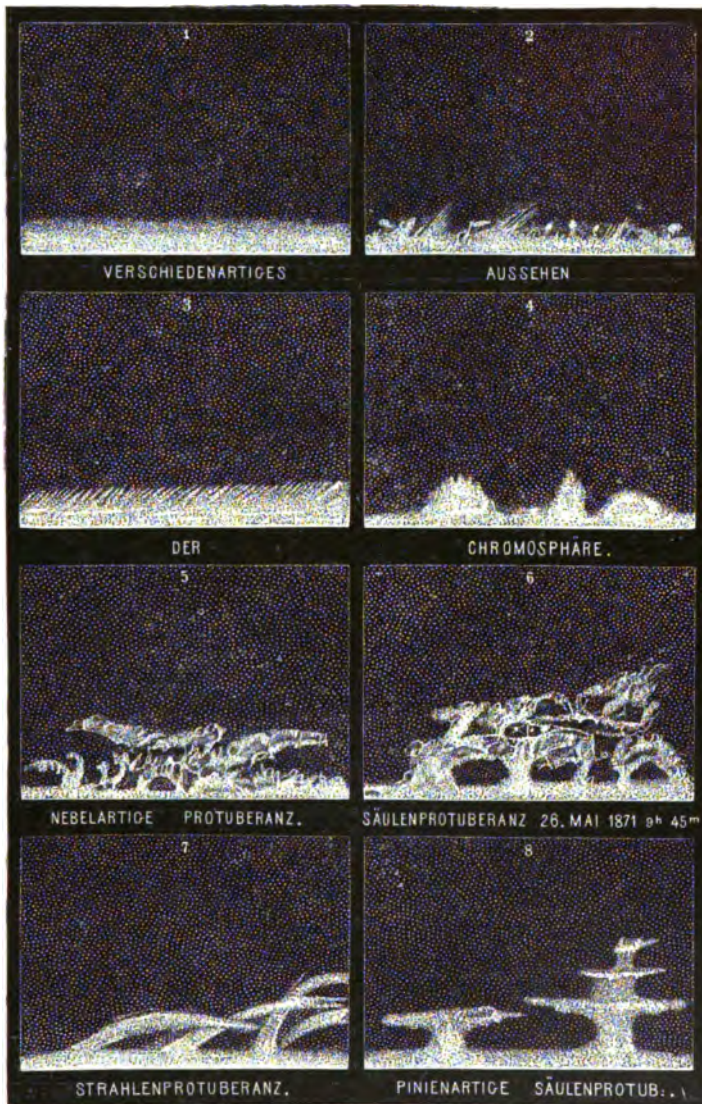 1 2
VERSCHIEDENARTIGES AUSSEHEN
3 4
DER CHROMOSPHÄRE.
5 6
NEBELARTIGE PROTUBERANZ. SÄULENPROTUBERANZ 26. MAI 1871 9h 45m
7 8
STRAHLENPROTUBERANZ. PINIENARTIGE SÄULENPROTUB:.